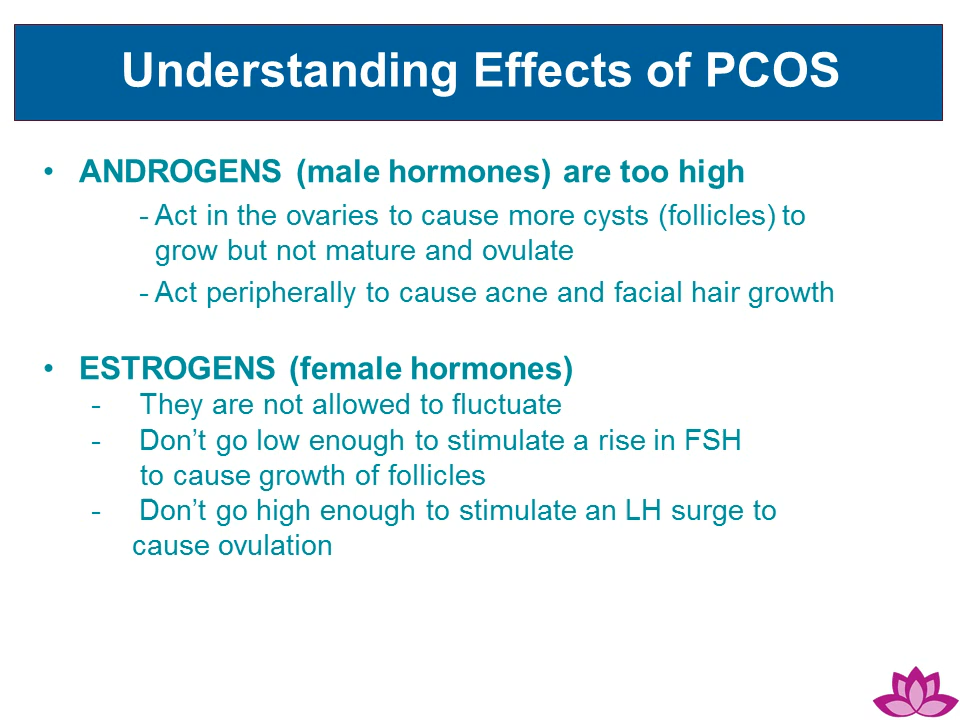 Understanding Effects of PCOS
• ANDROGENS (male hormones) are too high
- Act in the ovaries to cause more cysts (follicles) to
grow but not mature and ovulate
- Act peripherally to cause acne and facial hair growth
• ESTROGENS (female hormones)
- They are not allowed to fluctuate
- Don’t go low enough to stimulate a rise in FSH
to cause growth of follicles
- Don’t go high enough to stimulate an LH surge to
cause ovulation